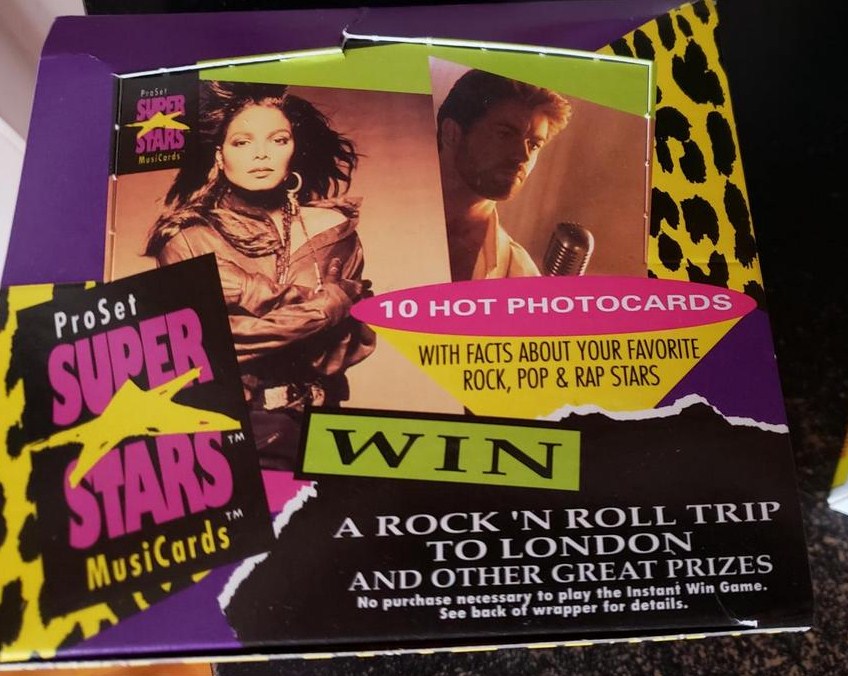 ProSet
SUPER
STARS
MusiCards
10 HOT PHOTOCARDS
WITH FACTS ABOUT YOUR FAVORITE
ROCK, POP & RAP STARS
ProSet
SUPER
STARS™
MusiCards™
WIN
A ROCK 'N ROLL TRIP
TO LONDON
AND OTHER GREAT PRIZES
No purchase necessary to play the Instant Win Game.
See back of wrapper for details.